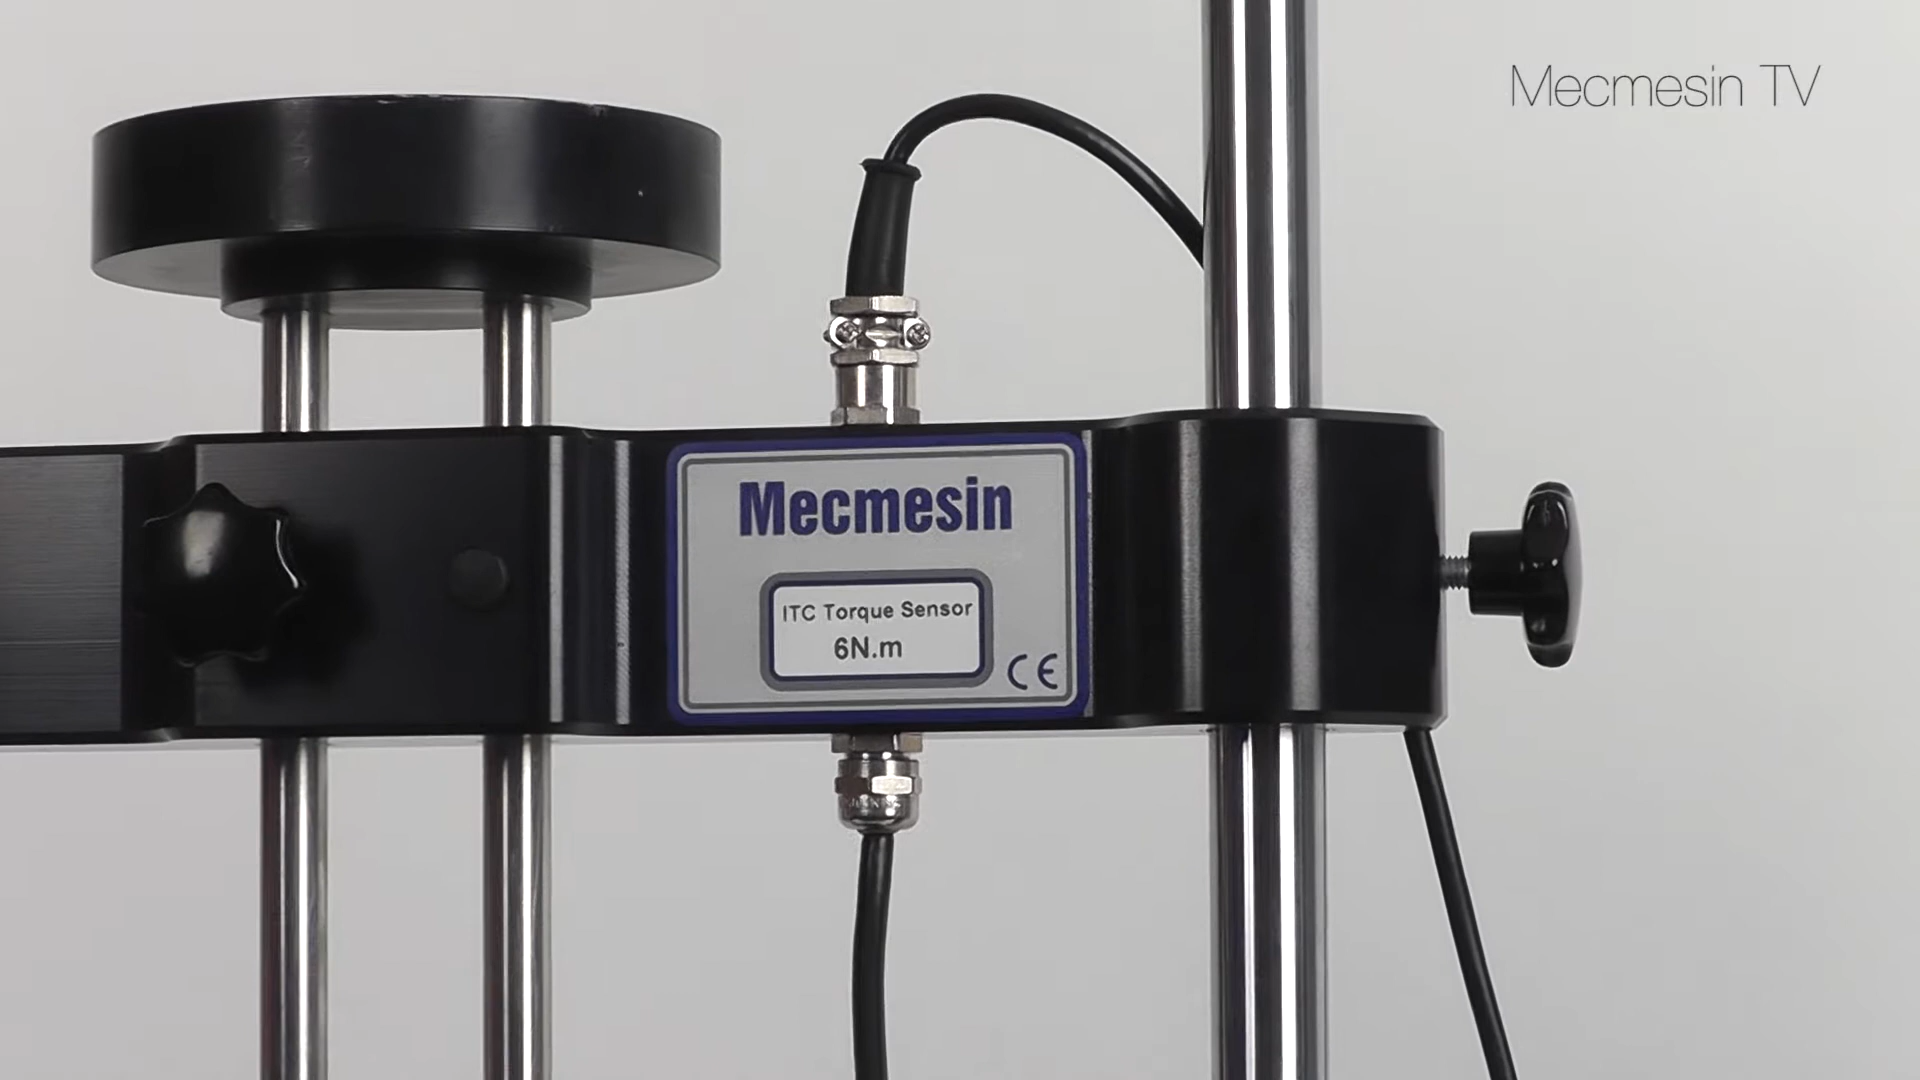 Mecmesin TV
Mecmesin
ITC Torque Sensor
6N.m
CE